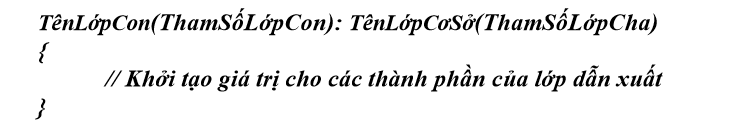 TênLớpCon(ThamSốLớpCon): TênLớpCơSở(ThamSốLớpCha)
{
// Khởi tạo giá trị cho các thành phần của lớp dẫn xuất
}